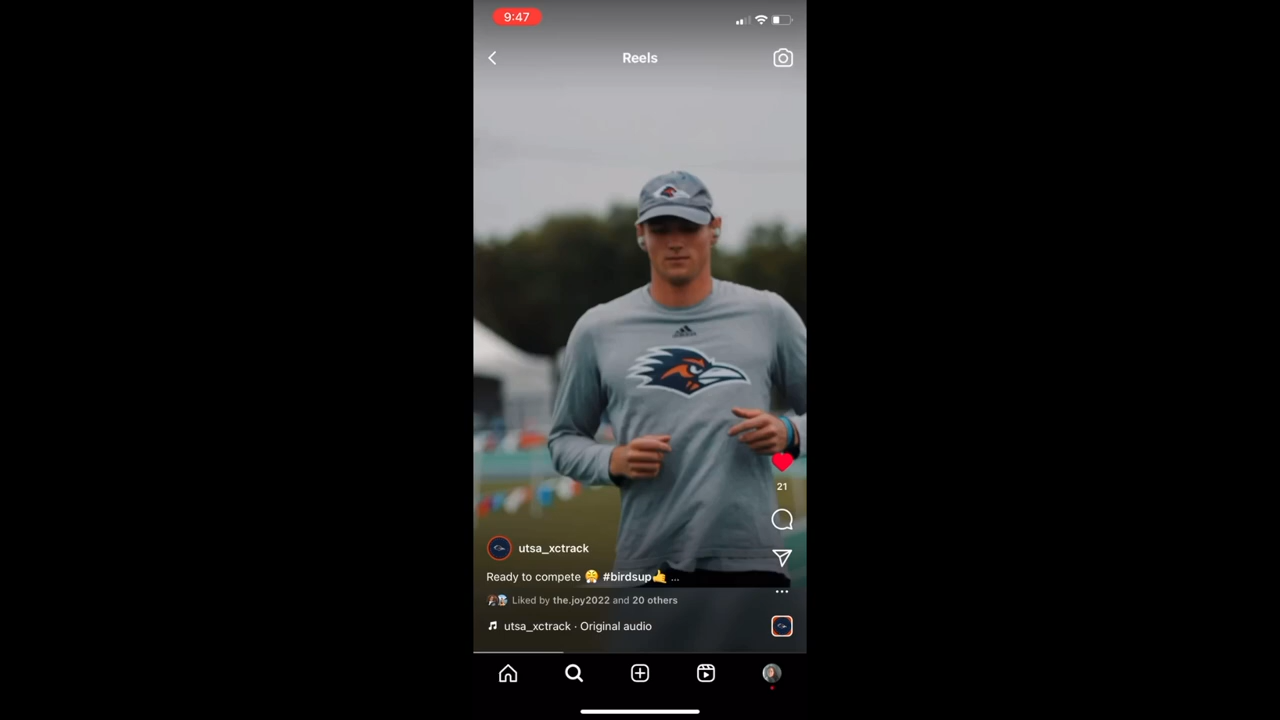 9:47
Reels
21
utsa_xctrack
Ready to compete 😤 #birdsup🤙 ...
Liked by the.joy2022 and 20 others
utsa_xctrack · Original audio